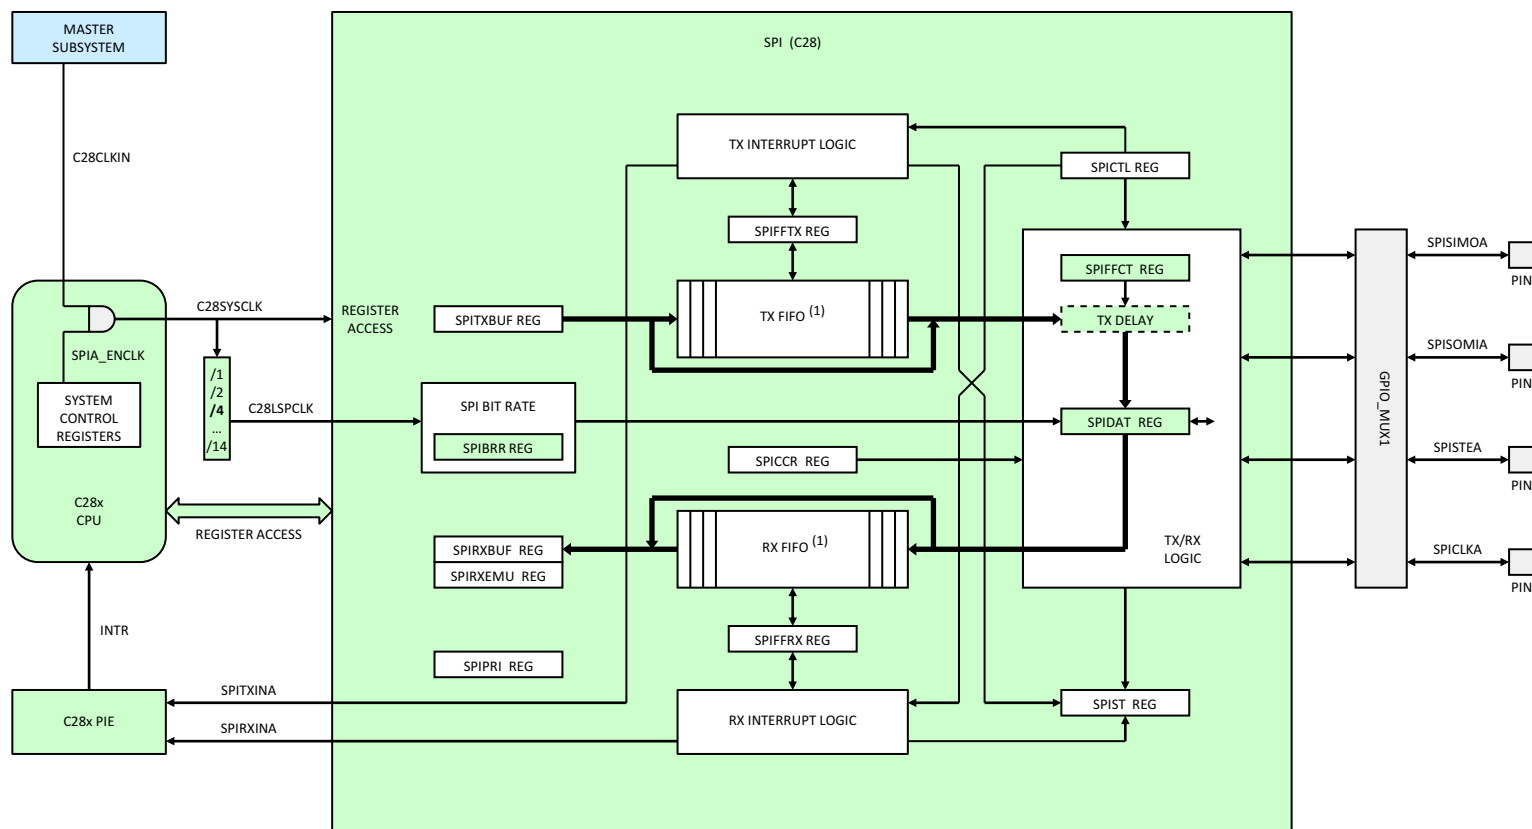 MASTER
SUBSYSTEM
SPI (C28)
C28CLKIN
TX INTERRUPT LOGIC
SPICTL REG
SPIFFTX REG
SPISIMOA
PIN
SPIFFCT REG
C28SYSCLK
REGISTER
ACCESS
SPITXBUF REG
TX FIFO (1)
TX DELAY
SPIA_ENCLK
SPISOMIA
PIN
/1
/2
/4
...
/14
SYSTEM
CONTROL
REGISTERS
C28LSPCLK
SPI BIT RATE
SPIBRR REG
SPIDAT REG
GPIO_MUX1
SPICCR REG
SPISTEA
PIN
C28x
CPU
REGISTER ACCESS
SPIRXBUF REG
SPIRXEMU REG
RX FIFO (1)
TX/RX
LOGIC
SPICLKA
PIN
INTR
SPIFFRX REG
SPIPRI REG
SPITXINA
C28x PIE
SPIRXINA
RX INTERRUPT LOGIC
SPIST REG